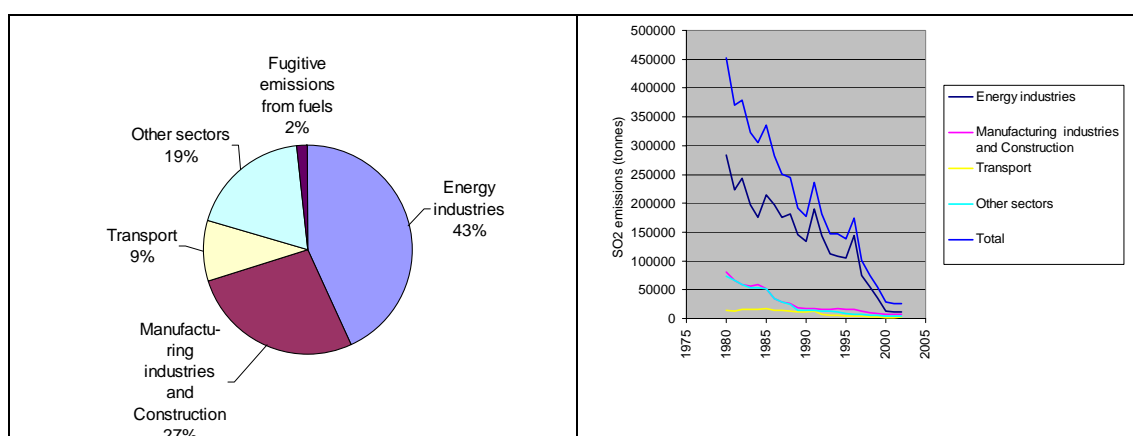 Fugitive
emissions
from fuels
2%
Other sectors
19%
Energy
industries
43%
Transport
9%
Manufactu-
ring
industries
and
Construction
27%
500000
450000
400000
350000
300000
250000
200000
150000
100000
50000
0
SO2 emissions (tonnes)
1975
1980
1985
1990
1995
2000
2005
Energy industries
Manufacturing industries
and Construction
Transport
Other sectors
Total